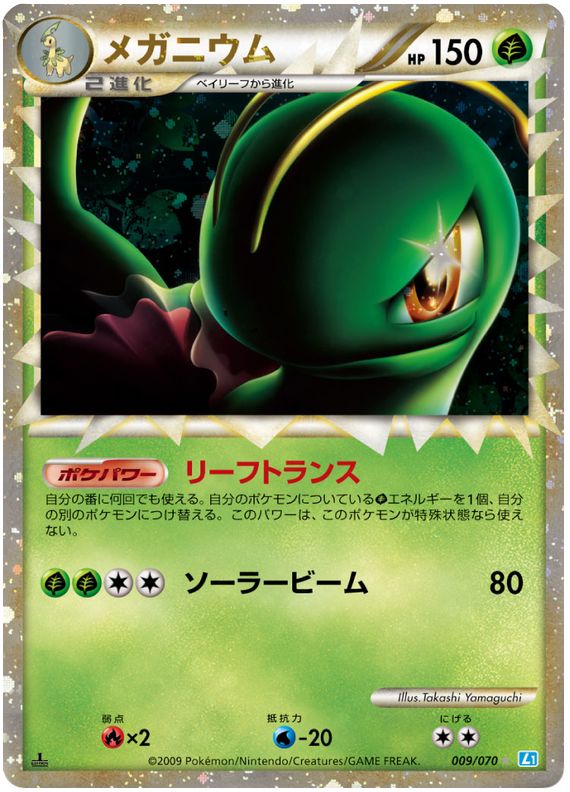 メガニウム HP 150
2進化 ベイリーフから進化
ポケパワー リーフトランス
自分の番に何回でも使える。自分のポケモンについているエネルギーを1個、自分
の別のポケモンにつけ替える。このパワーは、このポケモンが特殊状態なら使え
ない。
ソーラービーム 80
Illus.Takashi Yamaguchi
弱点 抵抗力 にげる
×2 -20
1 EDITION ©2009 Pokémon/Nintendo/Creatures/GAME FREAK. 009/070 L1